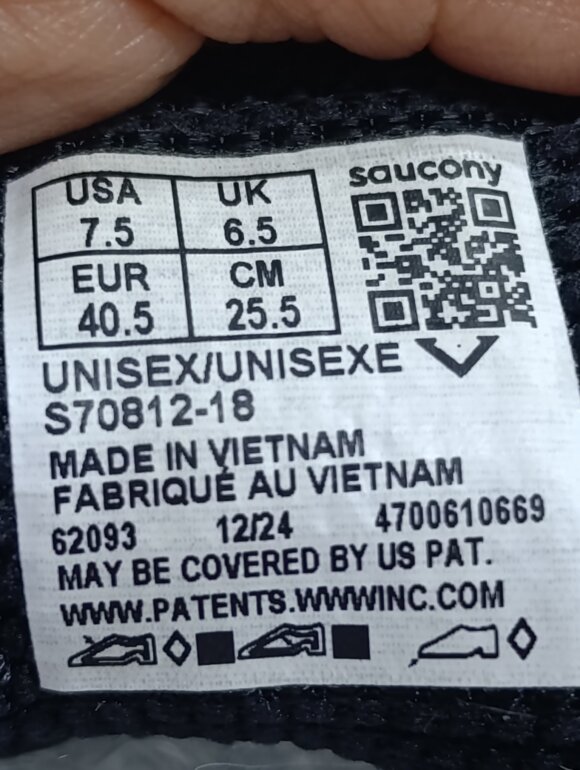 saucony
USA UK
7.5 6.5
EUR CM
40.5 25.5
UNISEX/UNISEXE
S70812-18
MADE IN VIETNAM
FABRIQUÉ AU VIETNAM
62093 12/24 4700610669
MAY BE COVERED BY US PAT.
WWW.PATENTS.WWWINC.COM